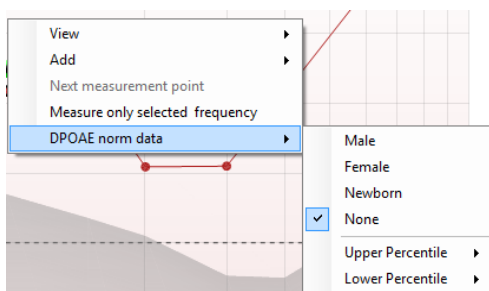 View
Add
Next measurement point
Measure only selected frequency
DPOAE norm data
Male
Female
Newborn
None
Upper Percentile
Lower Percentile